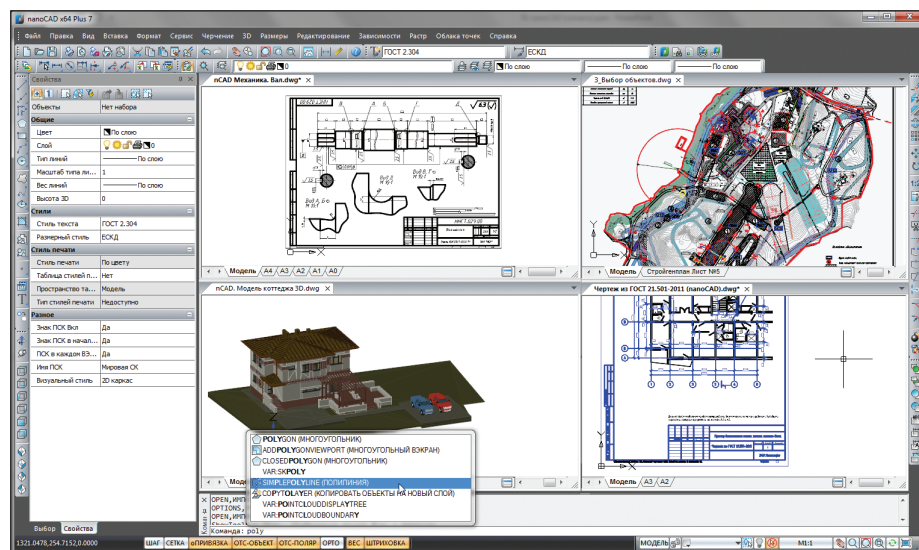 nanoCAD x64 Plus 7
Файл Правка Вид Вставка Формат Сервис Черчение 3D Размеры Редактирование Зависимости Растр Облака точек Справка
ГОСТ 2.304 ЕСКД
0 По слою По слою По слою
Свойства
nCAD Механика. Вал.dwg*
3_Выбор объектов.dwg
Объекты Нет набора
Общие
Цвет По слою
Слой 0
Тип линий По слою
Масштаб типа ли... 1
Вес линий По слою
Высота 3D 0
Стили
Стиль текста ГОСТ 2.304
Размерный стиль ЕСКД
Стиль печати
Стиль печати По цвету
Таблица стилей п... Нет
Пространство та... Модель
Тип стилей печати Недоступно
Разное
Знак ПСК Вкл Да
Знак ПСК в начал... Да
ПСК в каждом ВЭ... Да
Имя ПСК Мировая СК
Визуальный стиль 2D каркас
Выбор Свойства
Модель A4 A3 A2 A1 A0
Модель Стройгенплан Лист №5
nCAD. Модель коттеджа 3D.dwg
Чертеж из ГОСТ 21.501-2011 (nanoCAD).dwg*
POLYGON (МНОГОУГОЛЬНИК)
ADDPOLYGONVIEWPORT (МНОГОУГОЛЬНЫЙ ВЭКРАН)
CLOSEDPOLYGON (МНОГОУГОЛЬНИК)
VAR:SKPOLY
SIMPLEPOLYLINE (ПОЛИЛИНИЯ)
COPYTOLAYER (КОПИРОВАТЬ ОБЪЕКТЫ НА НОВЫЙ СЛОЙ)
VAR:POINTCLOUDDISPLAYTREE
VAR:POINTCLOUDBOUNDARY
Модель A3 A2
Команда: poly
1321.0478,254.7152,0.0000 ШАГ СЕТКА оПРИВЯЗКА ОТС-ОБЪЕКТ ОТС-ПОЛЯР ОРТО ВЕС ШТРИХОВКА МОДЕЛЬ М1:1